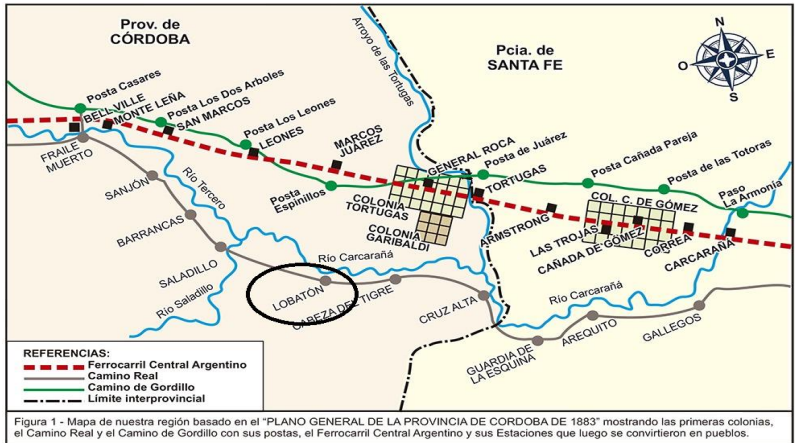 Prov. de
CÓRDOBA
Pcia. de
SANTA FE
N
O
E
S
Arroyo de las Tortugas
Posta Casares
BELL VILLE
MONTE LEÑA
Posta Los Dos Arboles
SAN MARCOS
Posta Los Leones
LEONES
MARCOS
JUÁREZ
GENERAL ROCA
Posta de Juárez
TORTUGAS
Posta Cañada Pareja
Posta de las Totoras
Paso
La Armonia
FRAILE
MUERTO
SANJÓN
Río Tercero
Posta
Espinillos
COLONIA
TORTUGAS
COLONIA
GARIBALDI
ARMSTRONG
COL. C. DE GÓMEZ
LAS TROJAS
CAÑADA DE GÓMEZ
CORREA
CARCARAÑA
BARRANCAS
SALADILLO
Río Saladillo
Río Carcarañá
LOBATÓN
CABEZA DEL TIGRE
CRUZ ALTA
Río Carcarañá
GUARDIA DE
LA ESQUINA
AREQUITO
GALLEGOS
REFERENCIAS:
Ferrocarril Central Argentino
Camino Real
Camino de Gordillo
Límite interprovincial
Figura 1 - Mapa de nuestra región basado en el "PLANO GENERAL DE LA PROVINCIA DE CORDOBA DE 1883" mostrando las primeras colonias,
el Camino Real y el Camino de Gordillo con sus postas, el Ferrocarril Central Argentino y sus Estaciones que luego se convirtieron en pueblos.